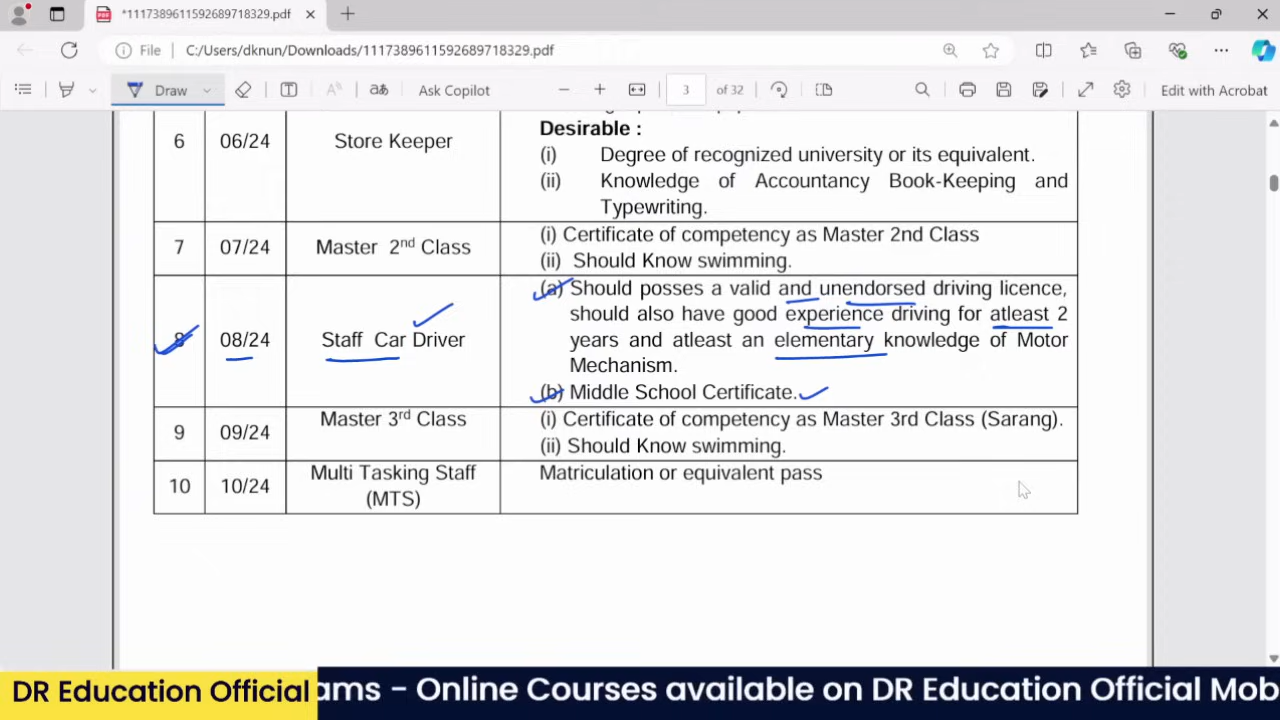 *1117389611592689718329.pdf
File
C:/Users/dknun/Downloads/1117389611592689718329.pdf
Draw
Ask Copilot
3
of 32
Edit with Acrobat
Desirable :
6
06/24
Store Keeper
(i) Degree of recognized university or its equivalent.
(ii) Knowledge of Accountancy Book-Keeping and
Typewriting.
7
07/24
Master 2nd Class
(i) Certificate of competency as Master 2nd Class
(ii) Should Know swimming.
8
08/24
Staff Car Driver
(a) Should posses a valid and unendorsed driving licence,
should also have good experience driving for atleast 2
years and atleast an elementary knowledge of Motor
Mechanism.
(b) Middle School Certificate.
9
09/24
Master 3rd Class
(i) Certificate of competency as Master 3rd Class (Sarang).
(ii) Should Know swimming.
10
10/24
Multi Tasking Staff
(MTS)
Matriculation or equivalent pass
DR Education Official
ams - Online Courses available on DR Education Official Mob